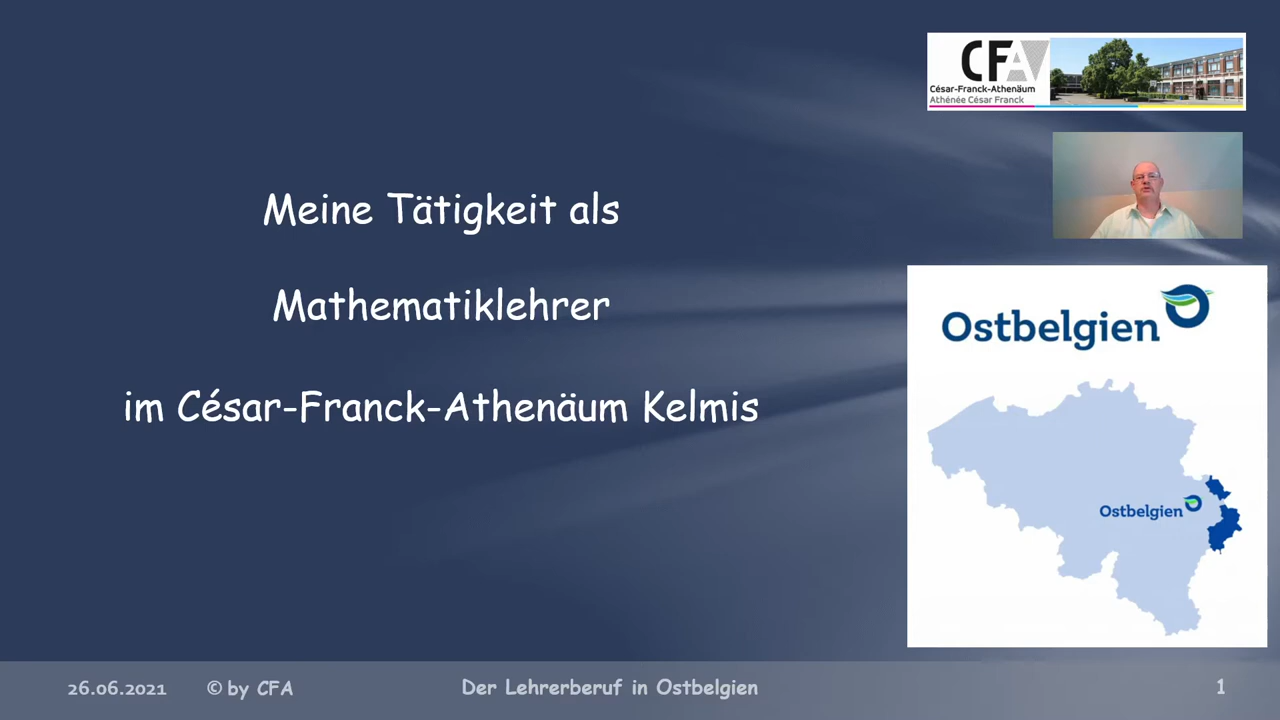 CFA
César-Franck-Athenäum
Athénée César Franck
Meine Tätigkeit als
Mathematiklehrer
im César-Franck-Athenäum Kelmis
Ostbelgien
Ostbelgien
26.06.2021 © by CFA Der Lehrerberuf in Ostbelgien 1